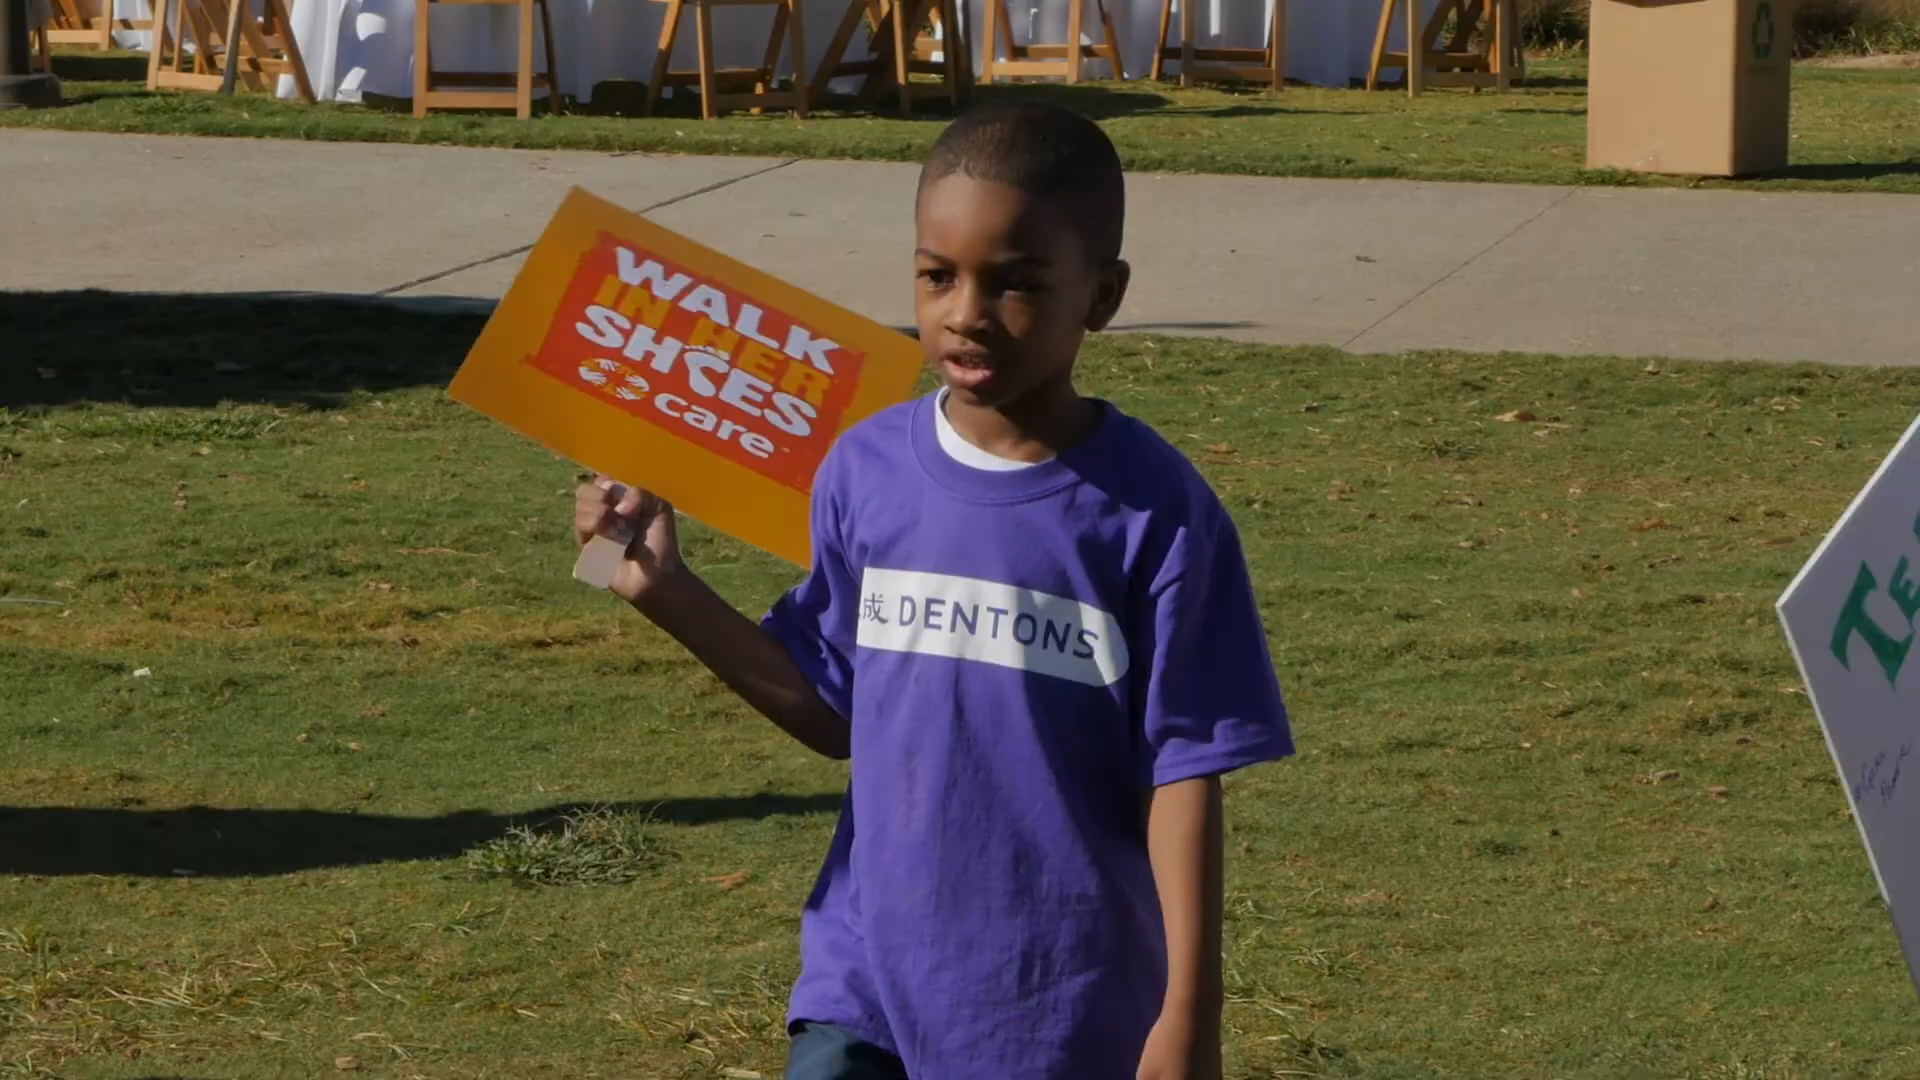 WALK
IN HER
SHOES
care
成 DENTONS